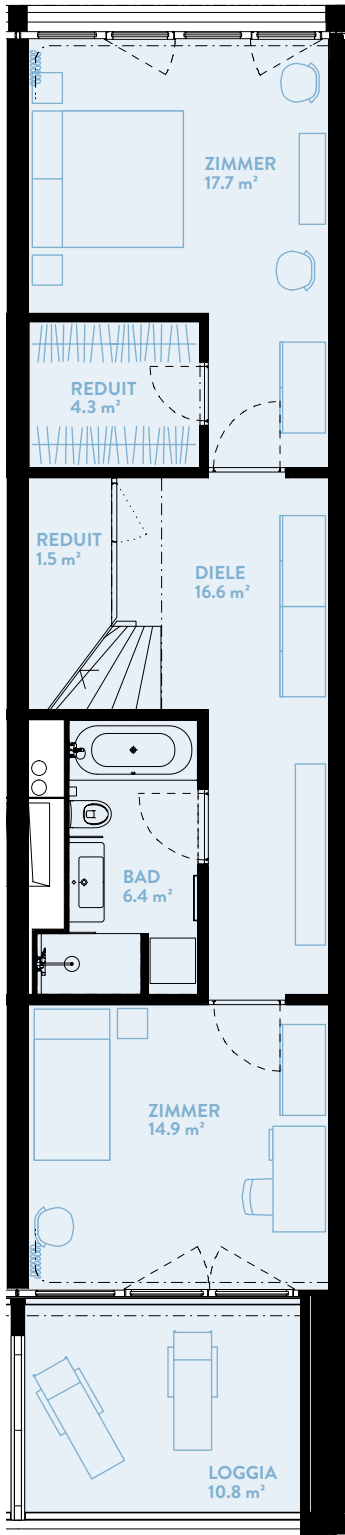 ZIMMER
17.7 m²
REDUIT
4.3 m²
REDUIT
1.5 m²
DIELE
16.6 m²
BAD
6.4 m²
ZIMMER
14.9 m²
LOGGIA
10.8 m²